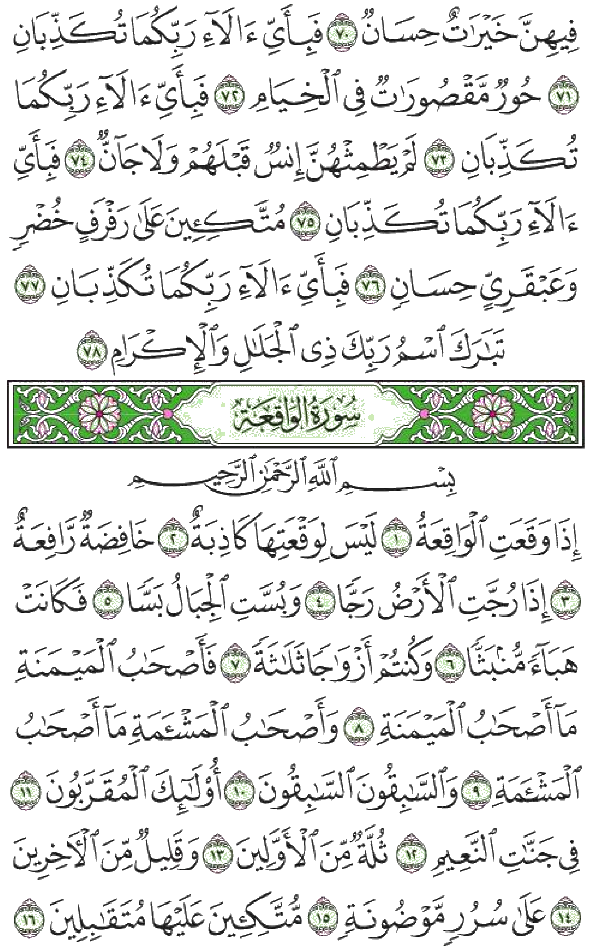 فِيهِنَّ خَيْرَٰتٌ حِسَانٌ ٧٠ فَبِأَيِّ ءَالَآءِ رَبِّكُمَا تُكَذِّبَانِ
٧١ حُورٌ مَّقْصُورَٰتٌ فِي ٱلْخِيَامِ ٧٢ فَبِأَيِّ ءَالَآءِ رَبِّكُمَا
تُكَذِّبَانِ ٧٣ لَمْ يَطْمِثْهُنَّ إِنسٌ قَبْلَهُمْ وَلَا جَآنٌّ ٧٤ فَبِأَيِّ
ءَالَآءِ رَبِّكُمَا تُكَذِّبَانِ ٧٥ مُتَّكِـِٔينَ عَلَىٰ رَفْرَفٍ خُضْرٍ
وَعَبْقَرِيٍّ حِسَانٍ ٧٦ فَبِأَيِّ ءَالَآءِ رَبِّكُمَا تُكَذِّبَانِ ٧٧
تَبَٰرَكَ ٱسْمُ رَبِّكَ ذِي ٱلْجَلَٰلِ وَٱلْإِكْرَامِ ٧٨
سُورَةُ الوَاقِعَة
بِسْمِ ٱللَّهِ ٱلرَّحْمَٰنِ ٱلرَّحِيمِ
إِذَا وَقَعَتِ ٱلْوَاقِعَةُ ١ لَيْسَ لِوَقْعَتِهَا كَاذِبَةٌ ٢ خَافِضَةٌ رَّافِعَةٌ
٣ إِذَا رُجَّتِ ٱلْأَرْضُ رَجًّا ٤ وَبُسَّتِ ٱلْجِبَالُ بَسًّا ٥ فَكَانَتْ
هَبَآءً مُّنۢبَثًّا ٦ وَكُنتُمْ أَزْوَٰجًا ثَلَٰثَةً ٧ فَأَصْحَٰبُ ٱلْمَيْمَنَةِ
مَآ أَصْحَٰبُ ٱلْمَيْمَنَةِ ٨ وَأَصْحَٰبُ ٱلْمَشْـَٔمَةِ مَآ أَصْحَٰبُ
ٱلْمَشْـَٔمَةِ ٩ وَٱلسَّٰبِقُونَ ٱلسَّٰبِقُونَ ١٠ أُو۟لَٰٓئِكَ ٱلْمُقَرَّبُونَ ١١
فِي جَنَّٰتِ ٱلنَّعِيمِ ١٢ ثُلَّةٌ مِّنَ ٱلْأَوَّلِينَ ١٣ وَقَلِيلٌ مِّنَ ٱلْءَاخِرِينَ
١٤ عَلَىٰ سُرُرٍ مَّوْضُونَةٍ ١٥ مُّتَّكِـِٔينَ عَلَيْهَا مُتَقَٰبِلِينَ ١٦